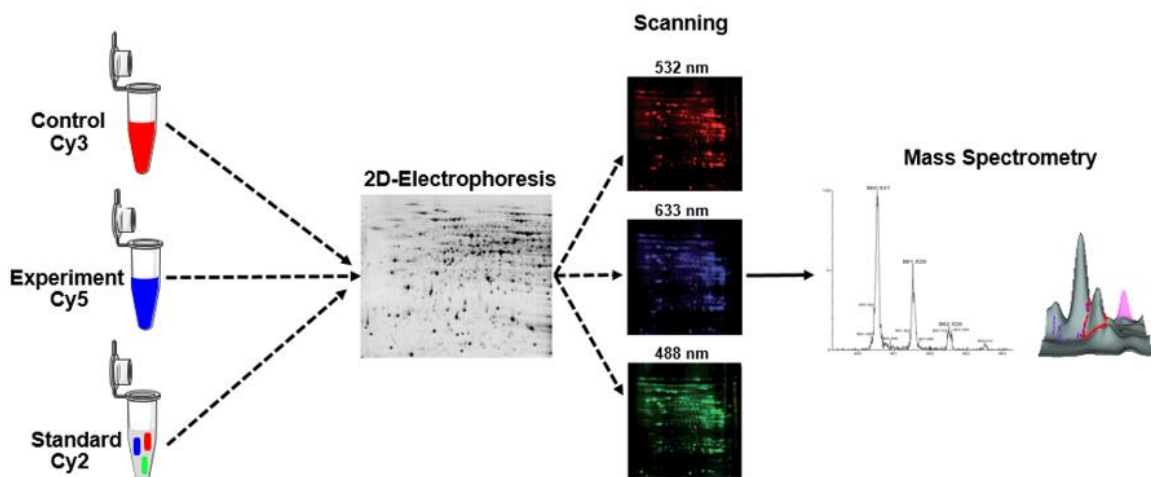 Scanning
Control
Cy3
532 nm
2D-Electrophoresis
Mass Spectrometry
Experiment
Cy5
633 nm
Standard
Cy2
488 nm